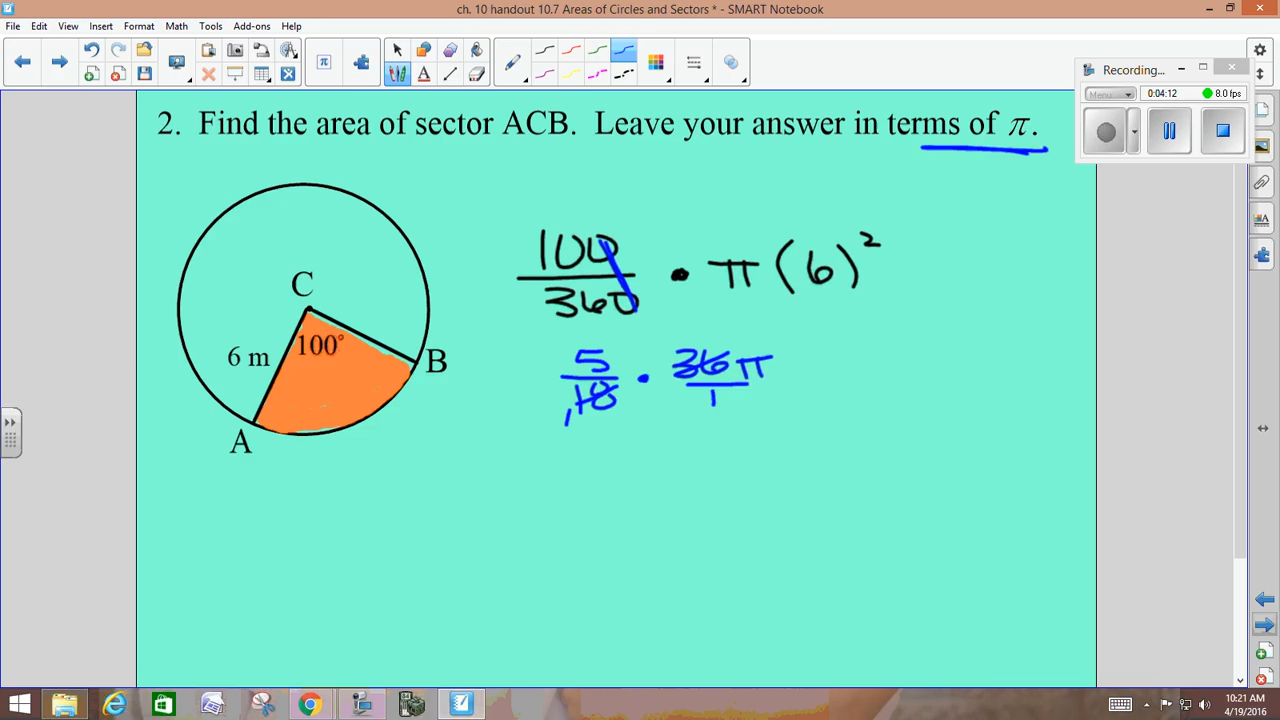 ch. 10 handout 10.7 Areas of Circles and Sectors * - SMART Notebook
File Edit View Insert Format Math Tools Add-ons Help
Recording...
Menu
0:04:12
8.0 fps
2. Find the area of sector ACB. Leave your answer in terms of π.
100/360 • π(6)²
C
100°
6 m
B
A
5/18 • 36π/1
1
10:21 AM
4/19/2016